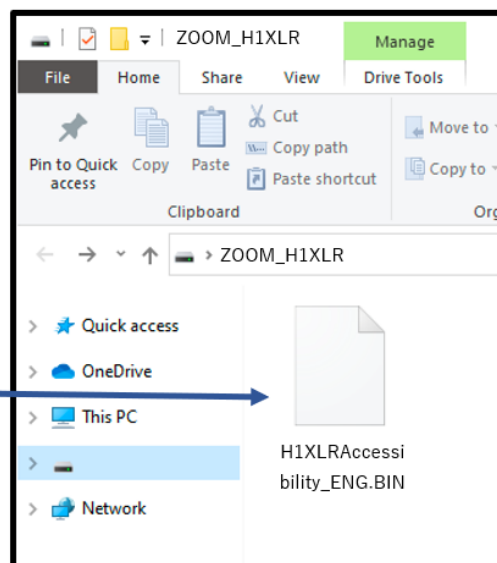 ZOOM_H1XLR
Manage
File Home Share View Drive Tools
Pin to Quick access
Copy
Paste
Cut
Copy path
Paste shortcut
Move to
Copy to
Clipboard
Org
ZOOM_H1XLR
Quick access
OneDrive
This PC
Network
H1XLRAccessi
bility_ENG.BIN